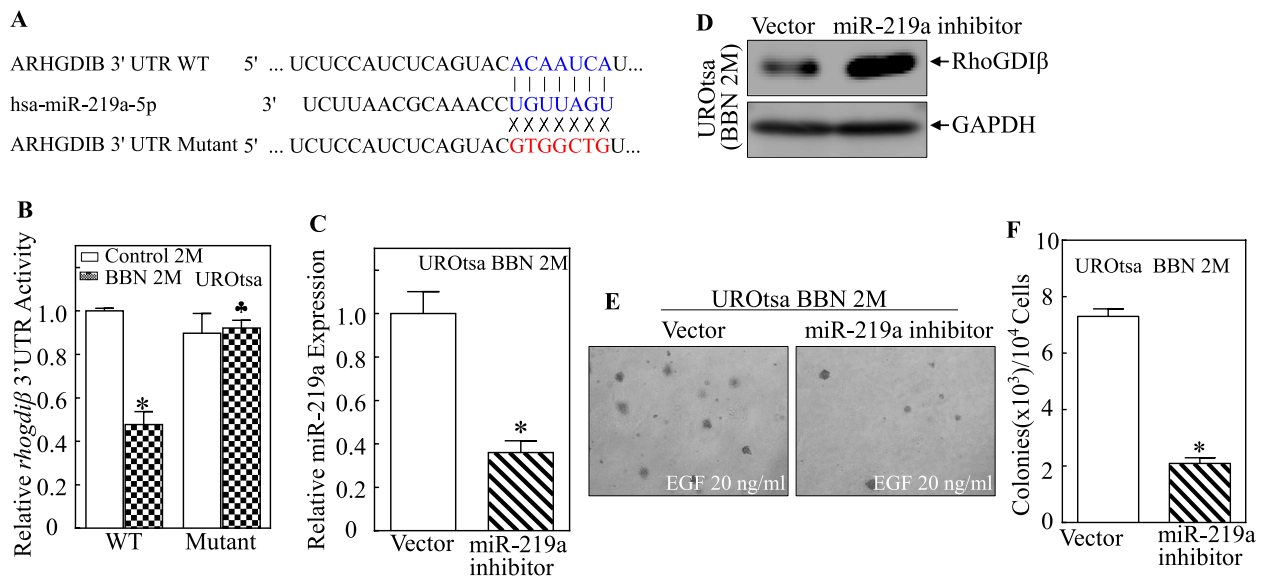 A
ARHGDIB 3' UTR WT 5' ... UCUCCAUCUCAGUACACAAUCAU...
hsa-miR-219a-5p 3' UCUUAACGCAAACCUGUUAGU
XXXXXXX
ARHGDIB 3' UTR Mutant 5' ... UCUCCAUCUCAGUACGTGGCTGU...
B
Relative rhogdiβ 3'UTR Activity
Control 2M
BBN 2M UROtsa
1.0
0.8
0.6
0.4
0.2
0
*
♣
WT Mutant
C
Relative miR-219a Expression
UROtsa BBN 2M
1.0
0.8
0.6
0.4
0.2
0
*
Vector miR-219a
inhibitor
D
Vector miR-219a inhibitor
UROtsa
(BBN 2M)
RhoGDIβ
GAPDH
E
UROtsa BBN 2M
Vector miR-219a inhibitor
EGF 20 ng/ml EGF 20 ng/ml
F
Colonies(x10³)/10⁴ Cells
UROtsa BBN 2M
10
8
6
4
2
0
*
Vector miR-219a
inhibitor